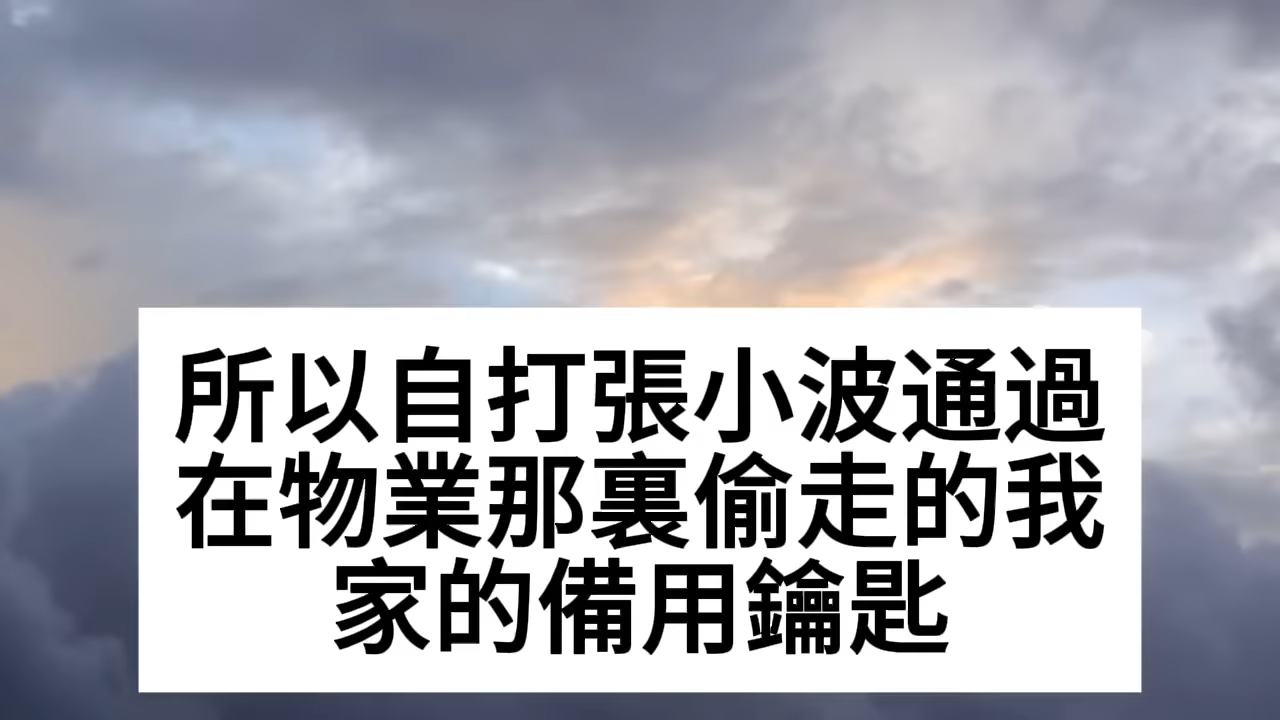 所以自打張小波通過
在物業那裏偷走的我
家的備用鑰匙